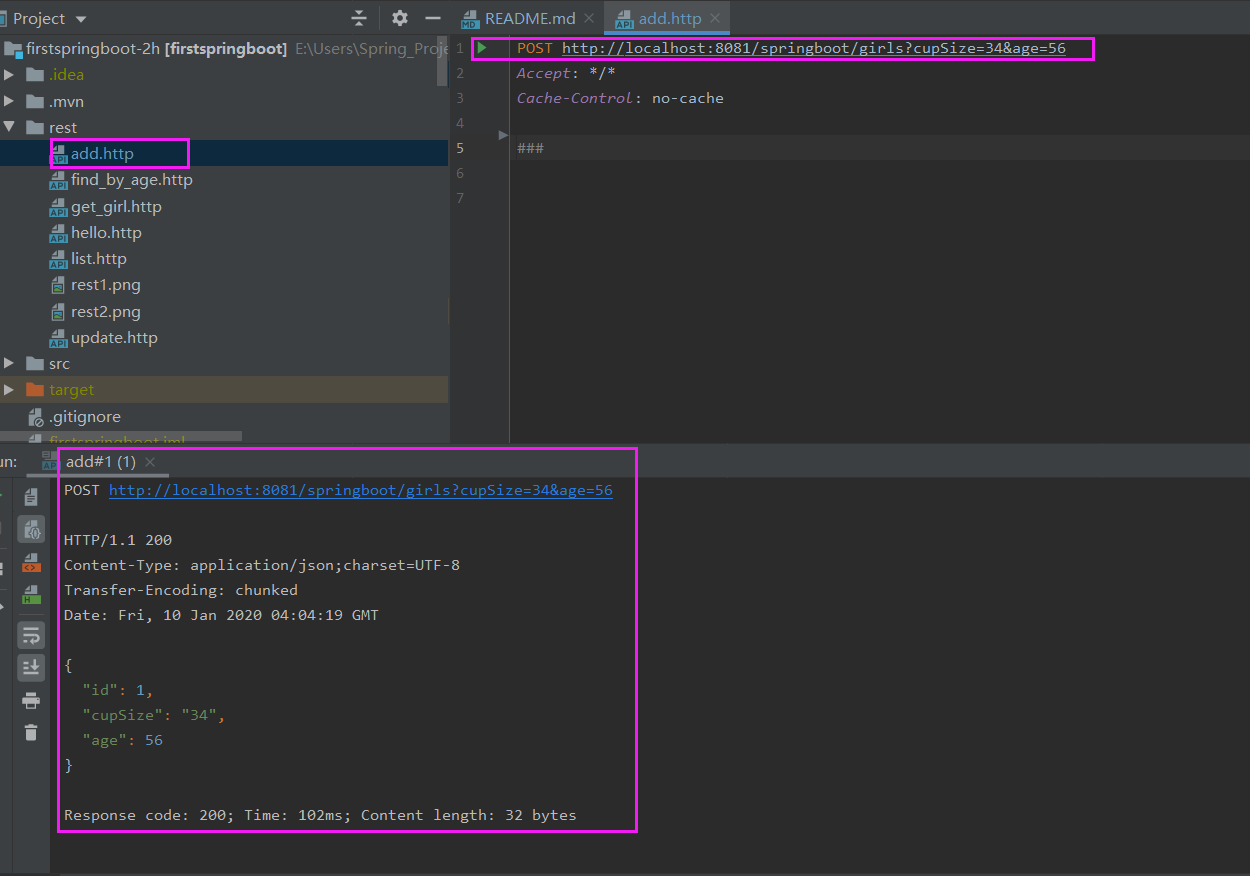 Project
README.md
add.http
firstspringboot-2h [firstspringboot] E:\Users\Spring_Proje
.idea
.mvn
rest
add.http
find_by_age.http
get_girl.http
hello.http
list.http
rest1.png
rest2.png
update.http
src
target
.gitignore
firstspringboot.iml
1 POST http://localhost:8081/springboot/girls?cupSize=34&age=56
2 Accept: */*
3 Cache-Control: no-cache
4
5 ###
6
7
un: add#1 (1)
POST http://localhost:8081/springboot/girls?cupSize=34&age=56
HTTP/1.1 200
Content-Type: application/json;charset=UTF-8
Transfer-Encoding: chunked
Date: Fri, 10 Jan 2020 04:04:19 GMT
{
"id": 1,
"cupSize": "34",
"age": 56
}
Response code: 200; Time: 102ms; Content length: 32 bytes